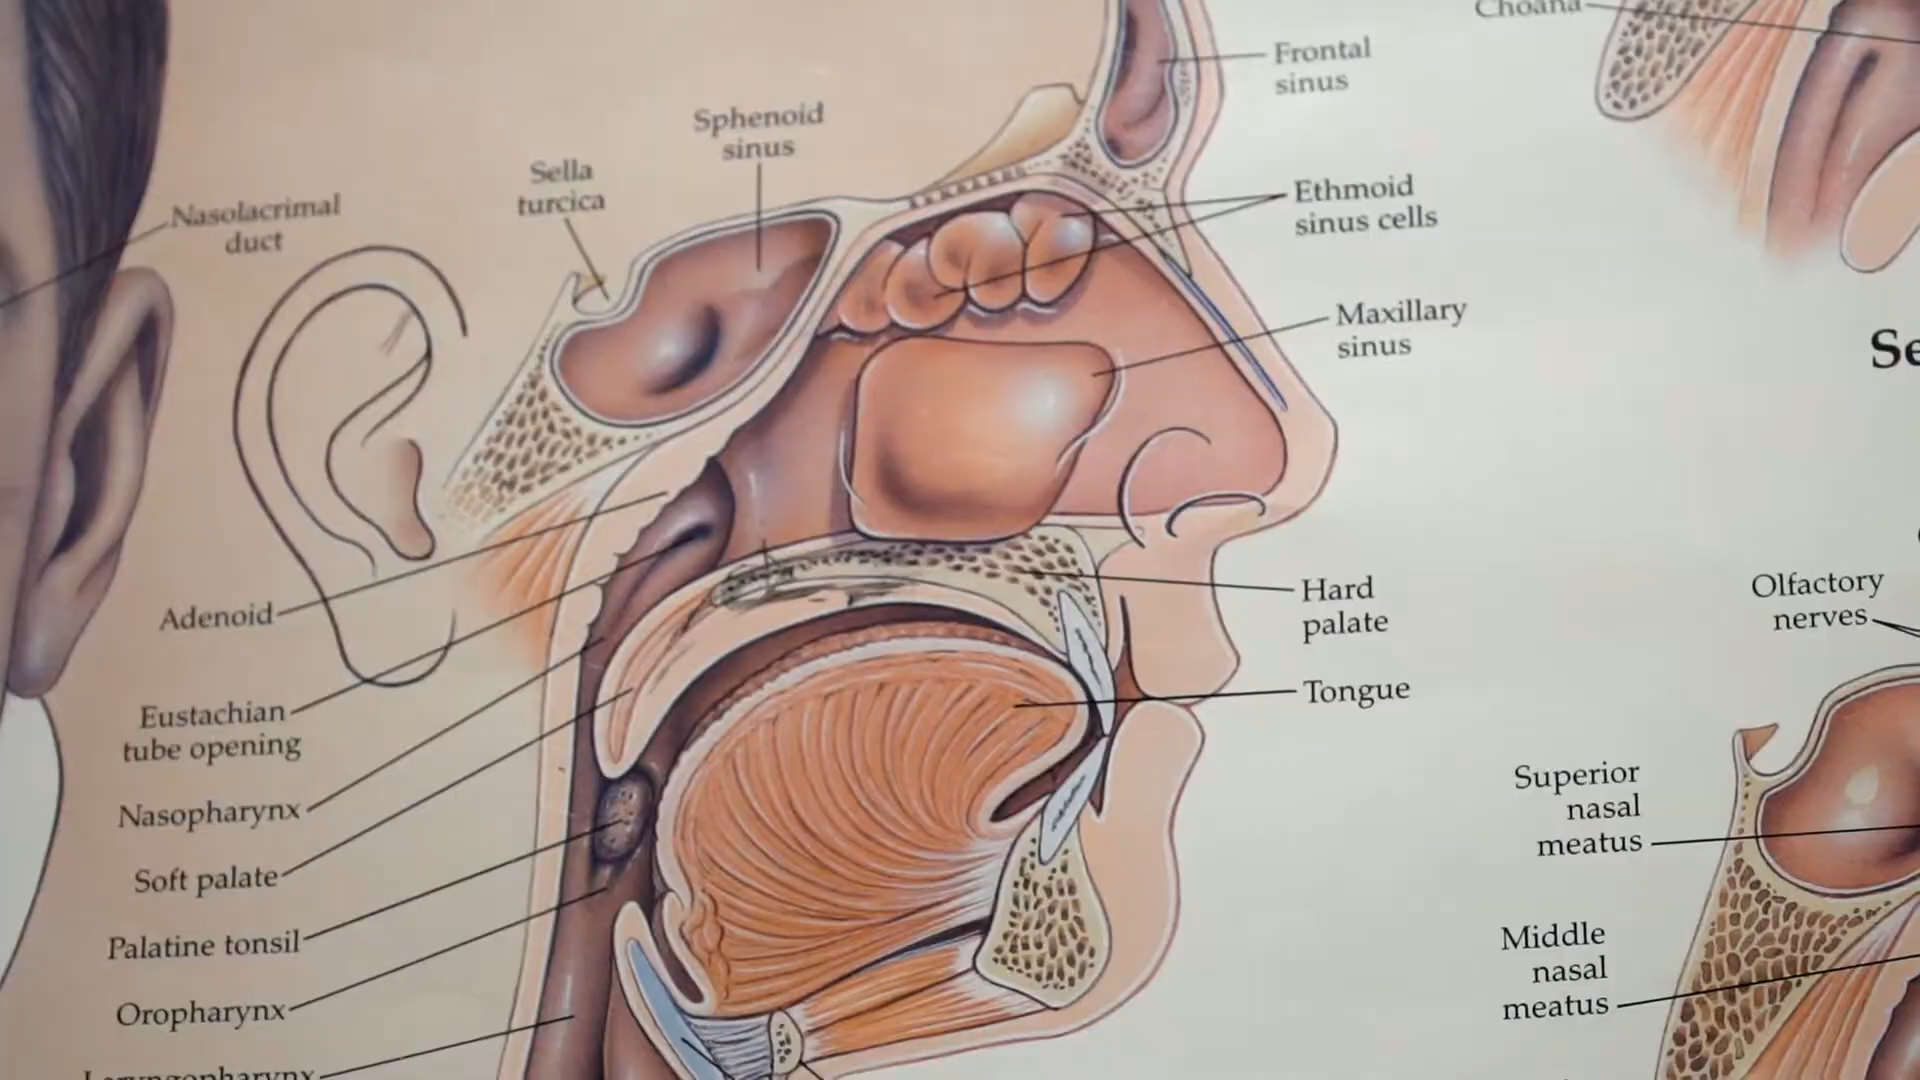 Choana
Frontal
sinus
Sphenoid
sinus
Sella
turcica
Ethmoid
sinus cells
Nasolacrimal
duct
Maxillary
sinus
Se
Hard
palate
Olfactory
nerves
Adenoid
Tongue
Eustachian
tube opening
Superior
nasal
meatus
Nasopharynx
Soft palate
Palatine tonsil
Middle
nasal
meatus
Oropharynx
Laryngopharynx